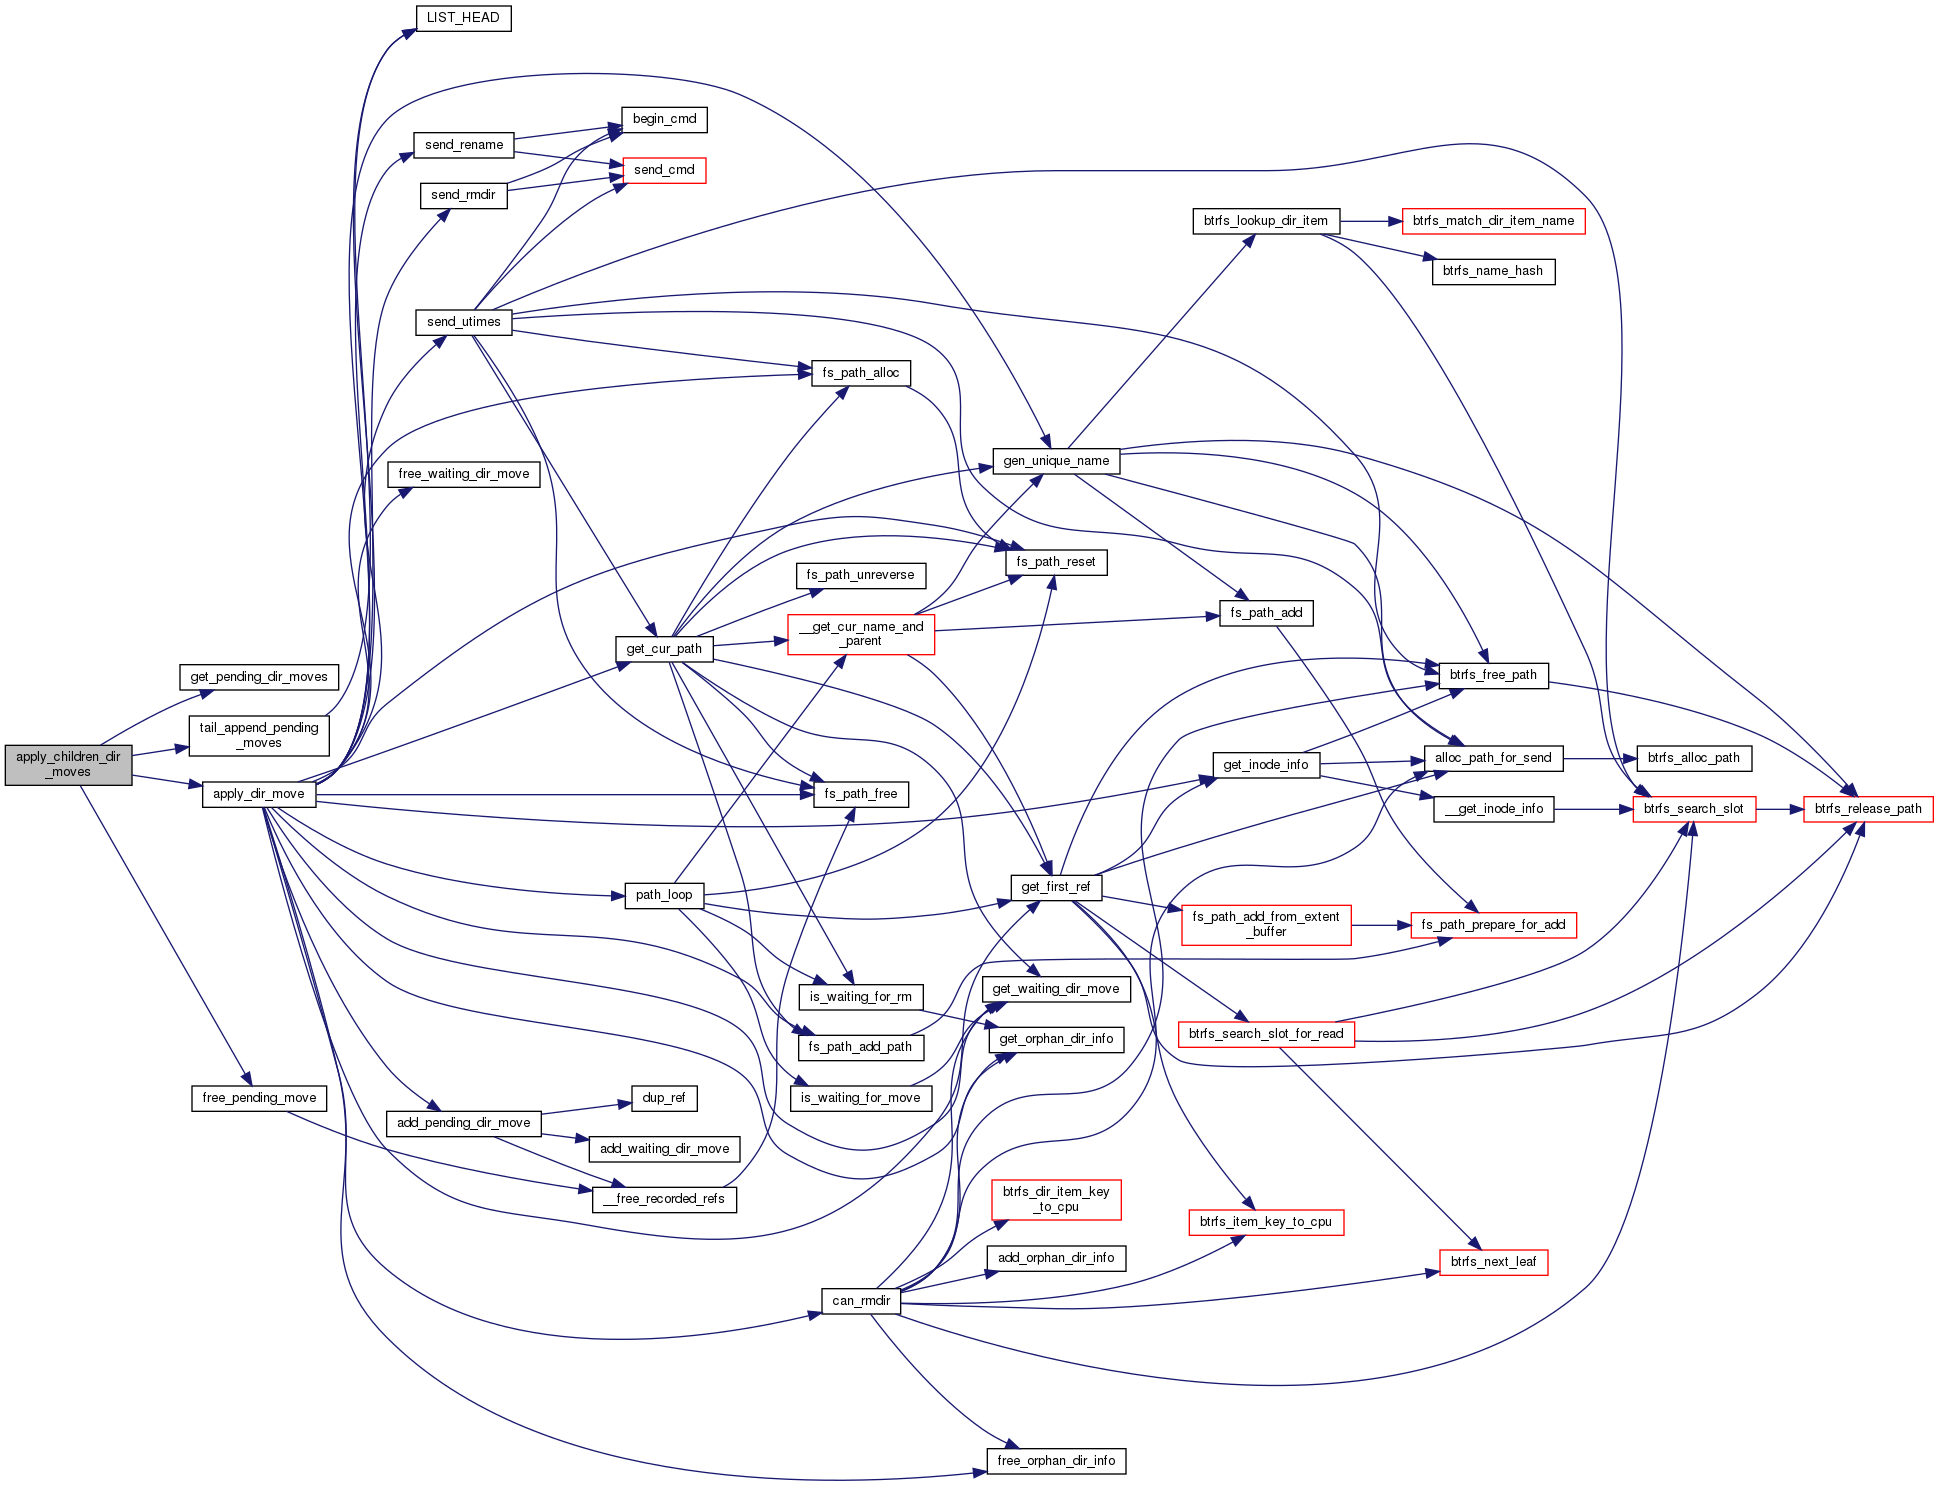 LIST_HEAD
begin_cmd
send_rename
send_cmd
send_rmdir
btrfs_lookup_dir_item
btrfs_match_dir_item_name
btrfs_name_hash
send_utimes
fs_path_alloc
gen_unique_name
free_waiting_dir_move
fs_path_reset
fs_path_unreverse
fs_path_add
__get_cur_name_and
_parent
get_cur_path
btrfs_free_path
get_pending_dir_moves
tail_append_pending
_moves
apply_children_dir
_moves
get_inode_info
alloc_path_for_send
btrfs_alloc_path
apply_dir_move
fs_path_free
__get_inode_info
btrfs_search_slot
btrfs_release_path
path_loop
get_first_ref
fs_path_add_from_extent
_buffer
fs_path_prepare_for_add
is_waiting_for_rm
get_waiting_dir_move
get_orphan_dir_info
btrfs_search_slot_for_read
fs_path_add_path
free_pending_move
dup_ref
is_waiting_for_move
add_pending_dir_move
add_waiting_dir_move
__free_recorded_refs
btrfs_dir_item_key
_to_cpu
btrfs_item_key_to_cpu
add_orphan_dir_info
btrfs_next_leaf
can_rmdir
free_orphan_dir_info